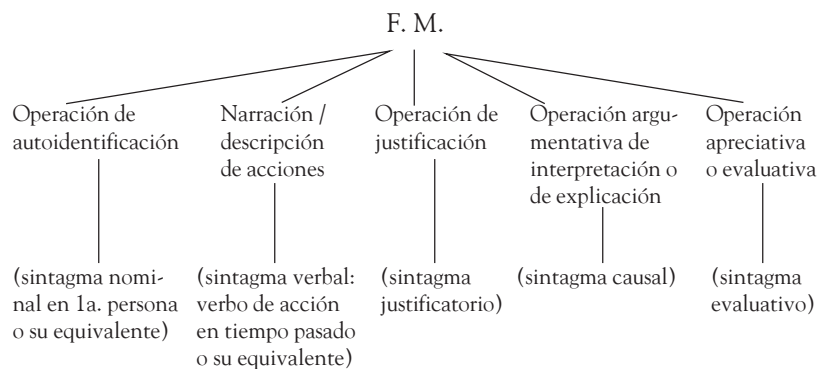 F. M.
Operación de
autoidentificación
Narración /
descripción
de acciones
Operación de
justificación
Operación argu-
mentativa de
interpretación o
de explicación
Operación
apreciativa
o evaluativa
(sintagma nomi-
nal en 1a. persona
o su equivalente)
(sintagma verbal:
verbo de acción
en tiempo pasado
o su equivalente)
(sintagma
justificatorio)
(sintagma causal)
(sintagma
evaluativo)